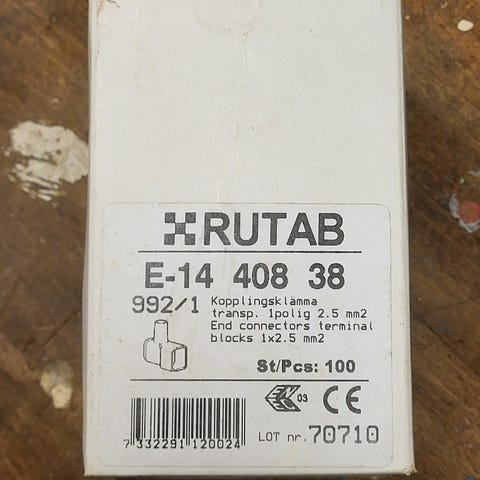 RUTAB
E-14 408 38
992/1 Kopplingsklämma
transp. 1polig 2.5 mm2
End connectors terminal
blocks 1x2.5 mm2
St/Pcs: 100
ENEC 03 CE
7 332291 120024
LOT nr. 70710